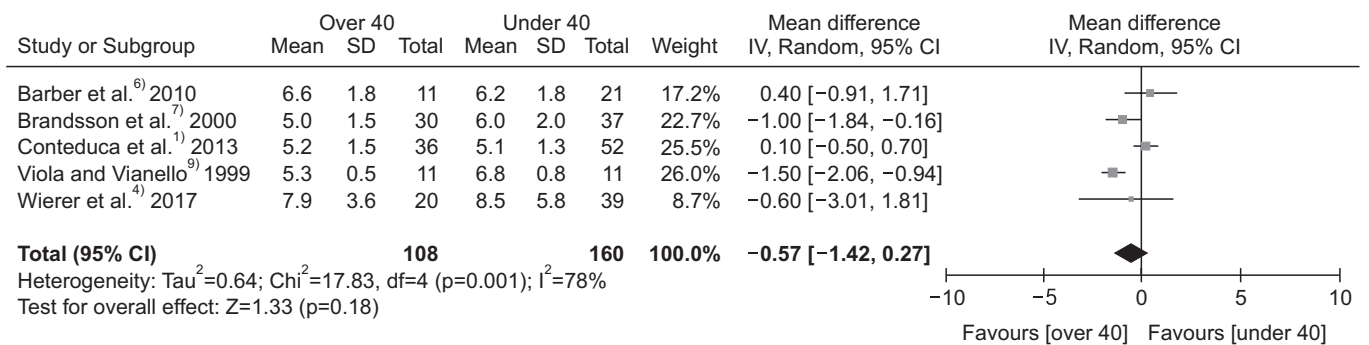 Over 40 Under 40 Mean difference Mean difference
Study or Subgroup Mean SD Total Mean SD Total Weight IV, Random, 95% CI IV, Random, 95% CI
Barber et al.6) 2010 6.6 1.8 11 6.2 1.8 21 17.2% 0.40 [−0.91, 1.71]
Brandsson et al.7) 2000 5.0 1.5 30 6.0 2.0 37 22.7% −1.00 [−1.84, −0.16]
Conteduca et al.1) 2013 5.2 1.5 36 5.1 1.3 52 25.5% 0.10 [−0.50, 0.70]
Viola and Vianello9) 1999 5.3 0.5 11 6.8 0.8 11 26.0% −1.50 [−2.06, −0.94]
Wierer et al.4) 2017 7.9 3.6 20 8.5 5.8 39 8.7% −0.60 [−3.01, 1.81]
Total (95% CI) 108 160 100.0% −0.57 [−1.42, 0.27]
Heterogeneity: Tau2=0.64; Chi2=17.83, df=4 (p=0.001); I2=78%
Test for overall effect: Z=1.33 (p=0.18)
−10 −5 0 5 10
Favours [over 40] Favours [under 40]